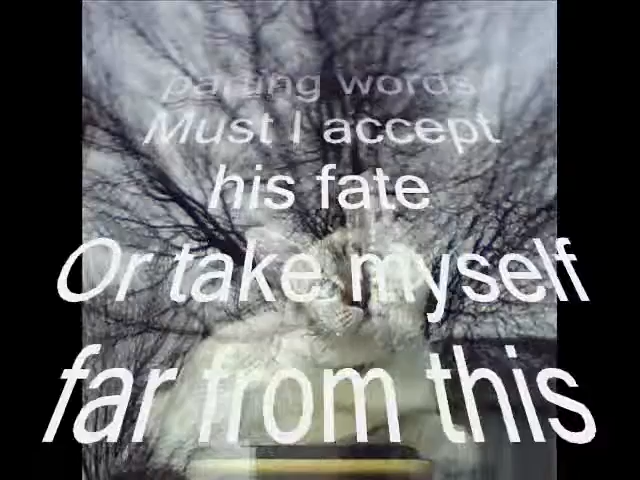 parting words
Must I accept
his fate
Or take myself
far from this